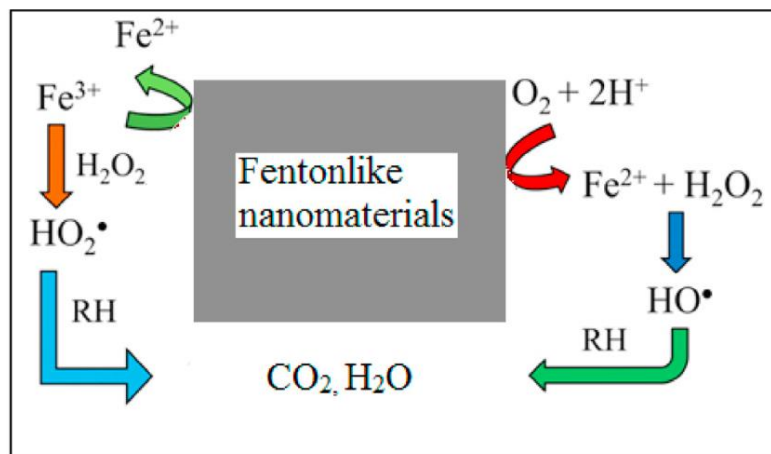 Fe²⁺
Fe³⁺
H₂O₂
HO₂•
RH
Fentonlike
nanomaterials
O₂ + 2H⁺
Fe²⁺ + H₂O₂
HO•
RH
CO₂, H₂O